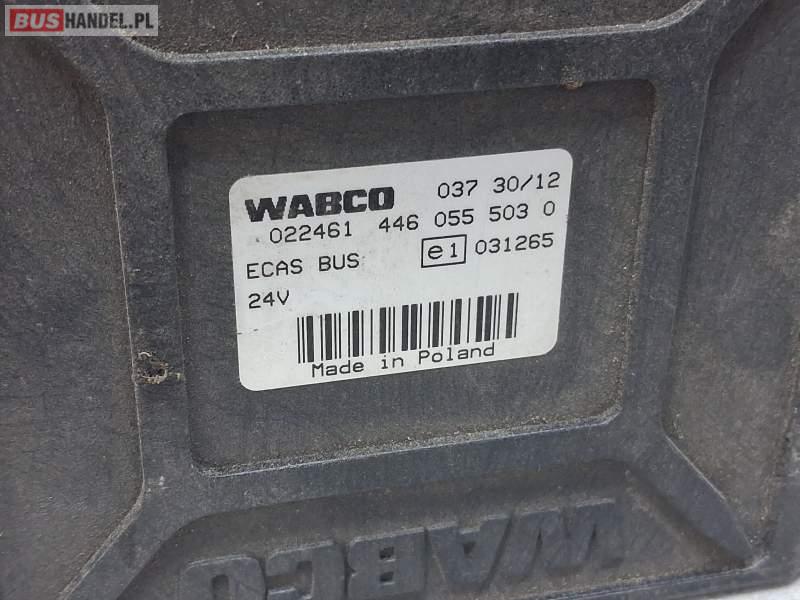 BUSHANDEL.PL
WABCO 037 30/12
022461 446 055 503 0
ECAS BUS e1 031265
24V
Made in Poland
WABCO